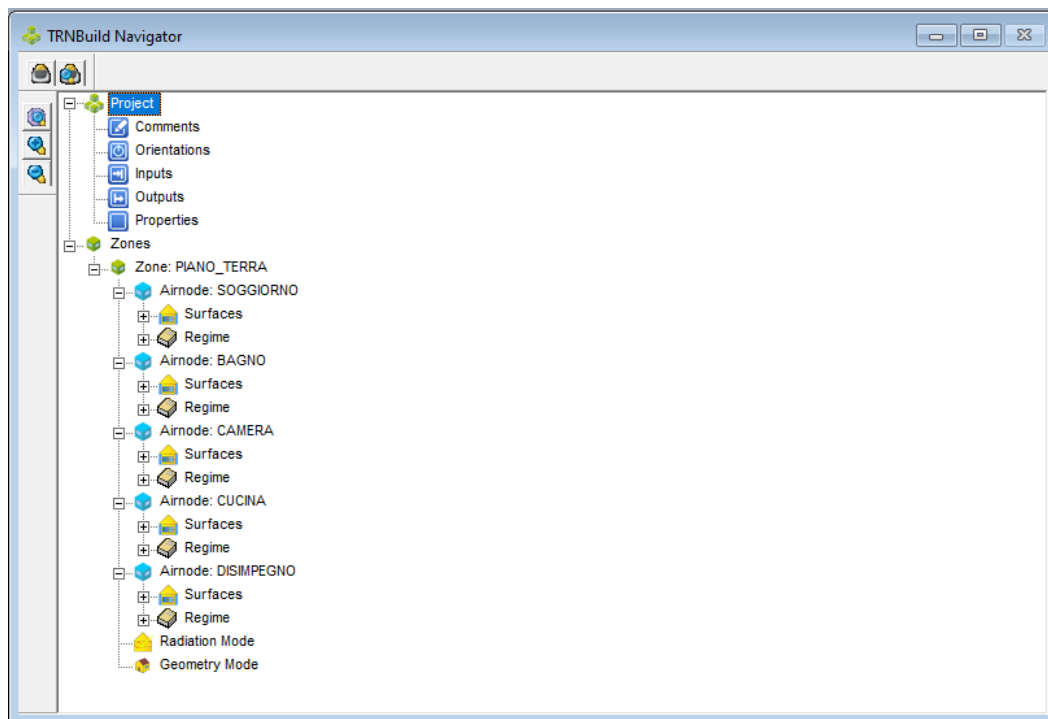 TRNBuild Navigator
Project
Comments
Orientations
Inputs
Outputs
Properties
Zones
Zone: PIANO_TERRA
Airnode: SOGGIORNO
Surfaces
Regime
Airnode: BAGNO
Surfaces
Regime
Airnode: CAMERA
Surfaces
Regime
Airnode: CUCINA
Surfaces
Regime
Airnode: DISIMPEGNO
Surfaces
Regime
Radiation Mode
Geometry Mode